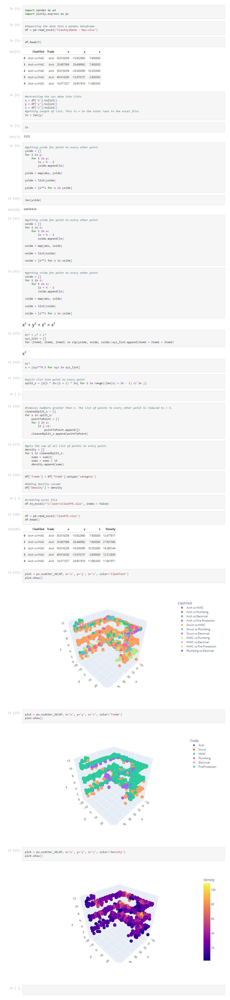 In [3]:
import pandas as pd
import plotly.express as px
In [4]:
#importing the data into a pandas dataframe
df = pd.read_excel('ClashxyzData - Raw.xlsx')
In [5]:
df.head(5)
Out[5]:
ClashTest Trade x y z
0 Arch vs HVAC Arch 50.018259 -15.922983 7.600000
1 Arch vs HVAC Arch 20.687086 29.486962 7.600000
2 Arch vs HVAC Arch 50.018259 -16.300095 10.252000
3 Arch vs HVAC Arch 49.918260 -15.878157 3.800000
4 Arch vs HVAC Arch 14.571527 24.601910 11.692543
In [6]:
#extracting the xyz data into lists
x = df['x'].tolist()
y = df['y'].tolist()
z = df['z'].tolist()
#getting length of list. This is = to the total rows in the excel file.
ln = len(y)
In [7]:
ln
Out[7]:
3232
In [9]:
#getting yside for point to every other point
yside = []
for i in y:
for t in y:
ls = t - i
yside.append(ls)
yside = map(abs, yside)
yside = list(yside)
yside = [x**2 for x in yside]
In [10]:
len(yside)
Out[10]:
10445824
In [11]:
#getting xside for point to every other point
xside = []
for i in x:
for t in x:
ls = t - i
xside.append(ls)
xside = map(abs, xside)
xside = list(xside)
xside = [x**2 for x in xside]
In [12]:
#getting zside for point to every other point
zside = []
for i in z:
for t in z:
ls = t - i
zside.append(ls)
zside = map(abs, zside)
zside = list(zside)
zside = [z**2 for z in zside]
x² + y² + z² = s²
In [13]:
#x² + y² + z²
xyz_list = []
for (item1, item2, item3) in zip(yside, xside, zside):xyz_list.append(item1 + item2 + item3)
s²
In [14]:
#s²
s = [xyz**0.5 for xyz in xyz_list]
In [15]:
#split list into point to every point
split_s = [s[i * ln:(i + 1) * ln] for i in range((len(s) + ln - 1) // ln )]
In [ ]:
In [16]:
#removes numbers greater then n. The list of points to every other point is reduced to < 5.
cleanedSplit_s = []
for s in split_s:
pointToPoint = []
for j in s:
if j <5:
pointToPoint.append(j)
cleanedSplit_s.append(pointToPoint)
In [17]:
#gets the sum of all list of points to every point.
density = []
for i in cleanedSplit_s:
sums = sum(i)
sums = sums / 10
density.append(sums)
In [18]:
df['Trade'] = df['Trade'].astype('category')
#Adding density column
df['Density'] = density
In [ ]:
#creating excel file
df.to_excel(r'C:\Users\ClashFE.xlsx', index = False)
In [20]:
df = pd.read_excel('ClashFE.xlsx')
df.head()
Out[20]:
ClashTest Trade x y z Density
0 Arch vs HVAC Arch 50.018259 -15.922983 7.600000 12.477817
1 Arch vs HVAC Arch 20.687086 29.486962 7.600000 27.907380
2 Arch vs HVAC Arch 50.018259 -16.300095 10.252000 14.290144
3 Arch vs HVAC Arch 49.918260 -15.878157 3.800000 12.512859
4 Arch vs HVAC Arch 14.571527 24.601910 11.692543 11.841971
In [21]:
plot = px.scatter_3d(df, x='x', y='y', z='z', color='ClashTest')
plot.show()
ClashTest
Arch vs HVAC
Arch vs Plumbing
Arch vs Electrical
Arch vs Fire Protection
Struct vs HVAC
Struct vs Plumbing
Struct vs Electrical
HVAC vs Plumbing
HVAC vs Electrical
HVAC vs Fire Protection
Plumbing vs Electrical
12
10
8
6
4
2
0
z
−20
−10
0
10
20
y
−10
0
10
20
30
x
In [22]:
plot = px.scatter_3d(df, x='x', y='y', z='z', color='Trade')
plot.show()
Trade
Arch
Struct
HVAC
Plumbing
Electrical
FireProtection
12
10
8
6
4
2
0
z
−20
−10
0
10
20
y
−10
0
10
20
30
x
In [23]:
plot = px.scatter_3d(df, x='x', y='y', z='z', color='Density')
plot.show()
Density
100
80
60
40
20
12
10
8
6
4
2
0
z
−20
−10
0
10
20
y
−10
0
10
20
30
x
In [ ]: